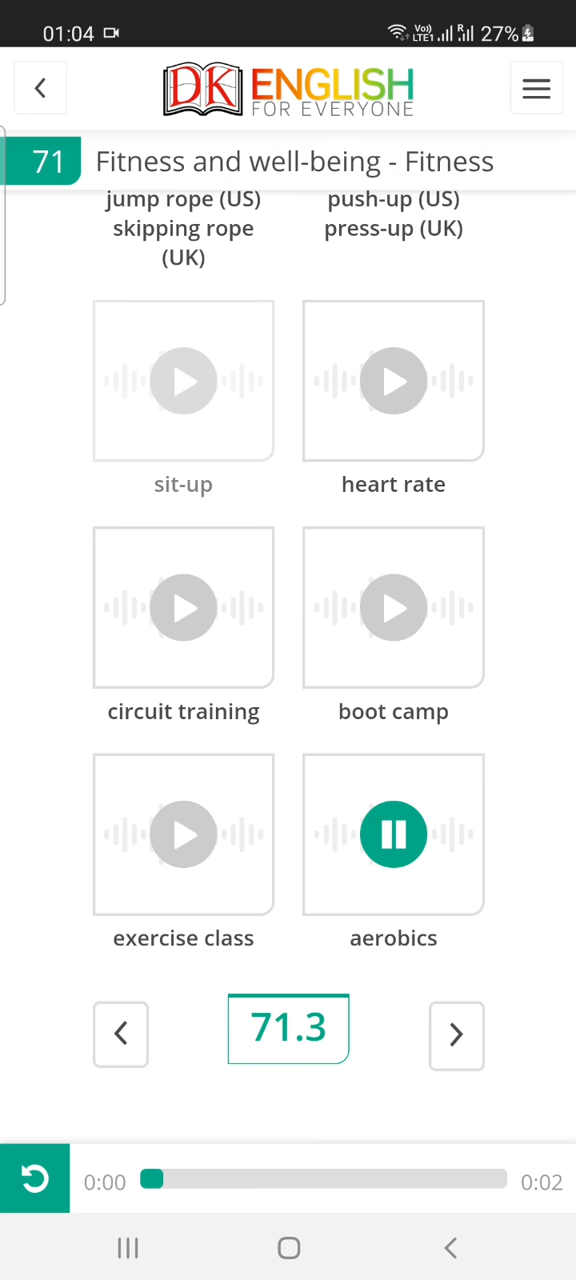 01:04 Vo) LTE1 R 27%
DK ENGLISH
FOR EVERYONE
71 Fitness and well-being - Fitness
jump rope (US)
skipping rope
(UK)
push-up (US)
press-up (UK)
sit-up
heart rate
circuit training
boot camp
exercise class
aerobics
71.3
0:00
0:02